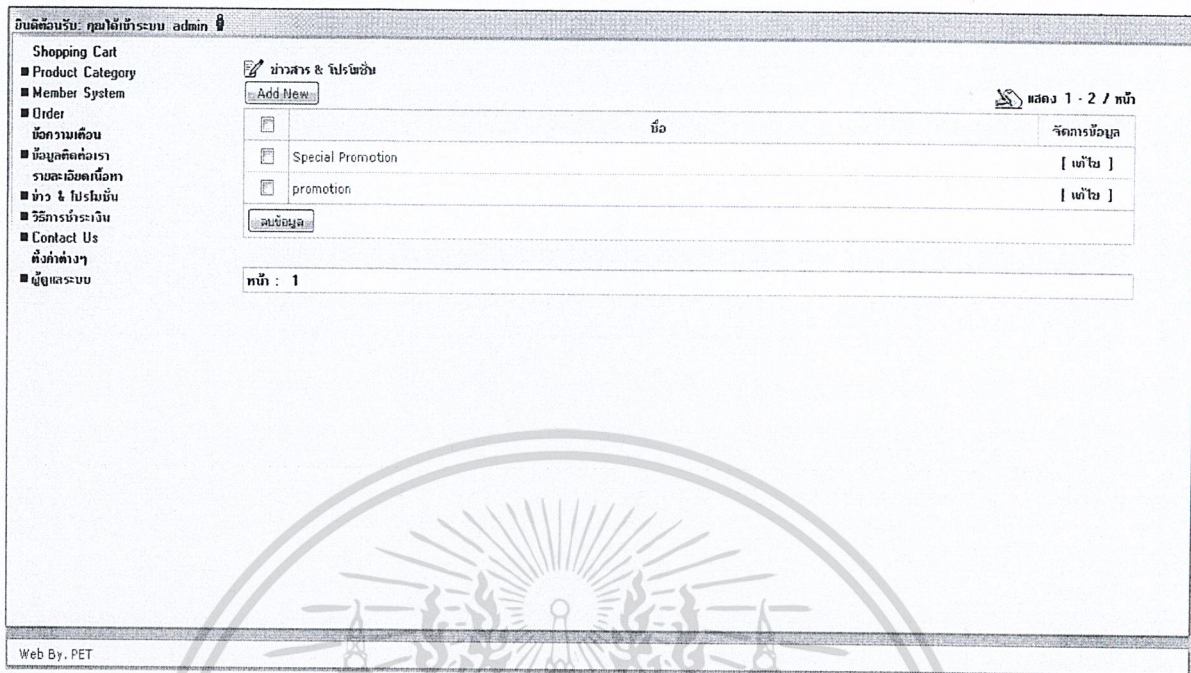 ยินดีต้อนรับ: คุณได้เข้าระบบ admin
Shopping Cart
Product Category
Member System
Order
ข้อความเตือน
ข้อมูลติดต่อเรา
รายละเอียดเนื้อหา
ข่าว & โปรโมชั่น
วิธีการชำระเงิน
Contact Us
ตั้งค่าต่างๆ
ผู้ดูแลระบบ
ข่าวสาร & โปรโมชั่น
Add New
แสดง 1 - 2 / หน้า
ชื่อ
จัดการข้อมูล
Special Promotion
[ แก้ไข ]
promotion
[ แก้ไข ]
ลบข้อมูล
หน้า : 1
Web By. PET